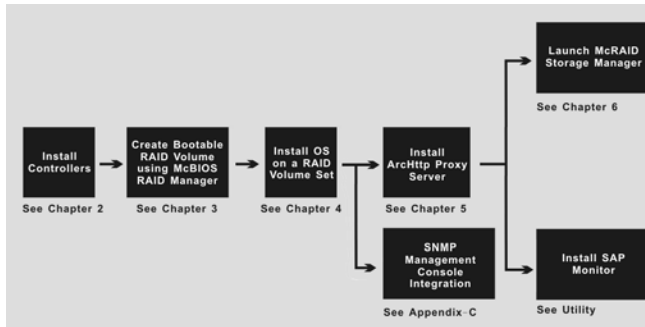 Install
Controllers
See Chapter 2
Create Bootable
RAID Volume
using McBIOS
RAID Manager
See Chapter 3
Install OS
on a RAID
Volume Set
See Chapter 4
Install
ArcHttp Proxy
Server
See Chapter 5
SNMP
Management
Console
Integration
See Appendix-C
Launch McRAID
Storage Manager
See Chapter 6
Install SAP
Monitor
See Utility